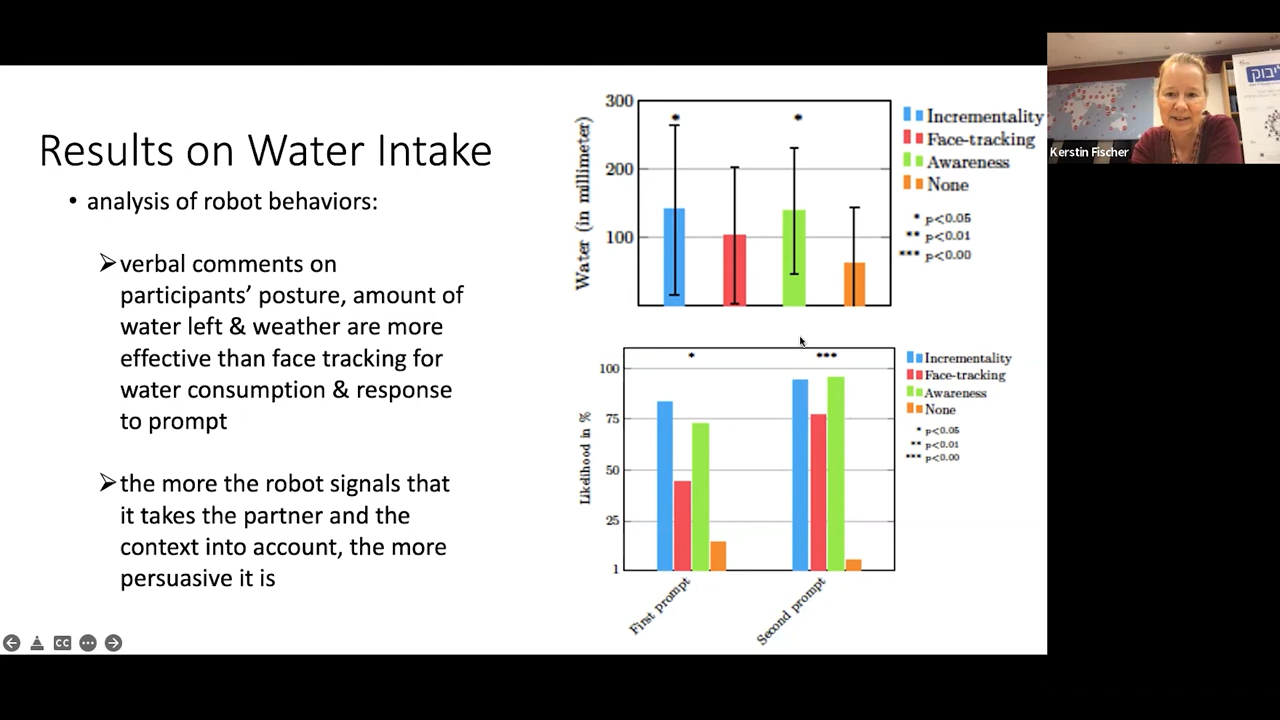 Results on Water Intake
• analysis of robot behaviors:
➢verbal comments on
participants' posture, amount of
water left & weather are more
effective than face tracking for
water consumption & response
to prompt
➢the more the robot signals that
it takes the partner and the
context into account, the more
persuasive it is
CC
Water (in millimeter)
300
200
100
*
*
Incrementality
Face-tracking
Awareness
None
* p<0.05
** p<0.01
*** p<0.00
Likelihood in %
100
75
50
25
1
*
***
First prompt
Second prompt
Incrementality
Face-tracking
Awareness
None
* p<0.05
** p<0.01
*** p<0.00
Kerstin Fischer